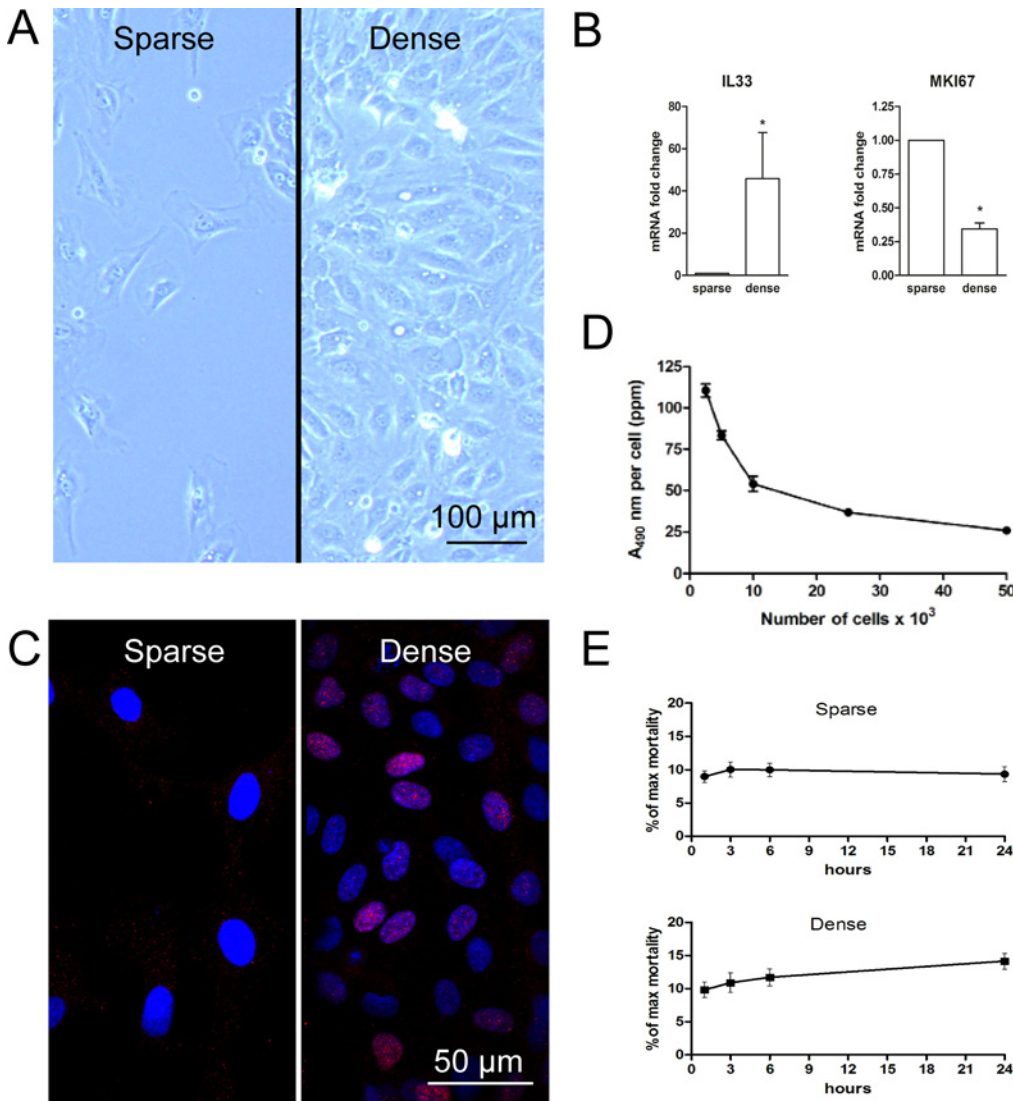 A
Sparse
Dense
100 µm
B
IL33
mRNA fold change
80
60
40
20
0
*
sparse
dense
MKI67
mRNA fold change
1.25
1.00
0.75
0.50
0.25
0.00
*
sparse
dense
C
Sparse
Dense
50 µm
D
A490 nm per cell (ppm)
125
100
75
50
25
0
0 10 20 30 40 50
Number of cells x 10³
E
Sparse
% of max mortality
20
15
10
5
0
0 3 6 9 12 15 18 21 24
hours
Dense
% of max mortality
20
15
10
5
0
0 3 6 9 12 15 18 21 24
hours